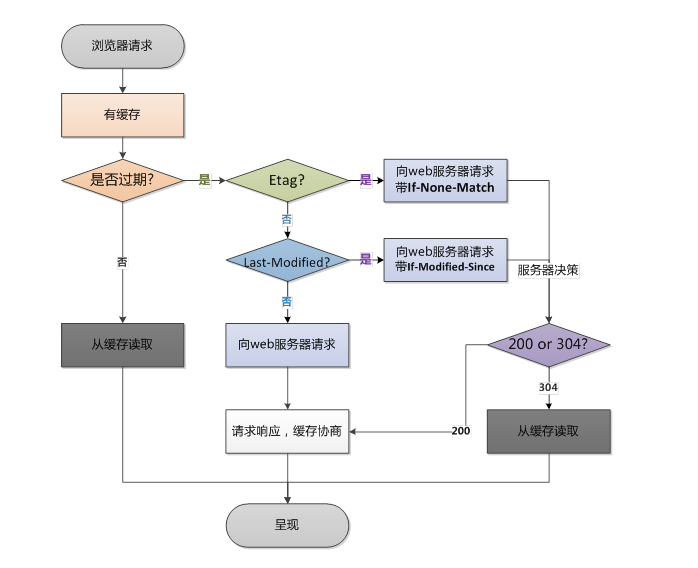 浏览器请求
有缓存
是否过期?
是
Etag?
是
向web服务器请求
带If-None-Match
否
否
Last-Modified?
是
向web服务器请求
带If-Modified-Since
服务器决策
否
从缓存读取
向web服务器请求
200 or 304?
304
请求响应，缓存协商
200
从缓存读取
呈现